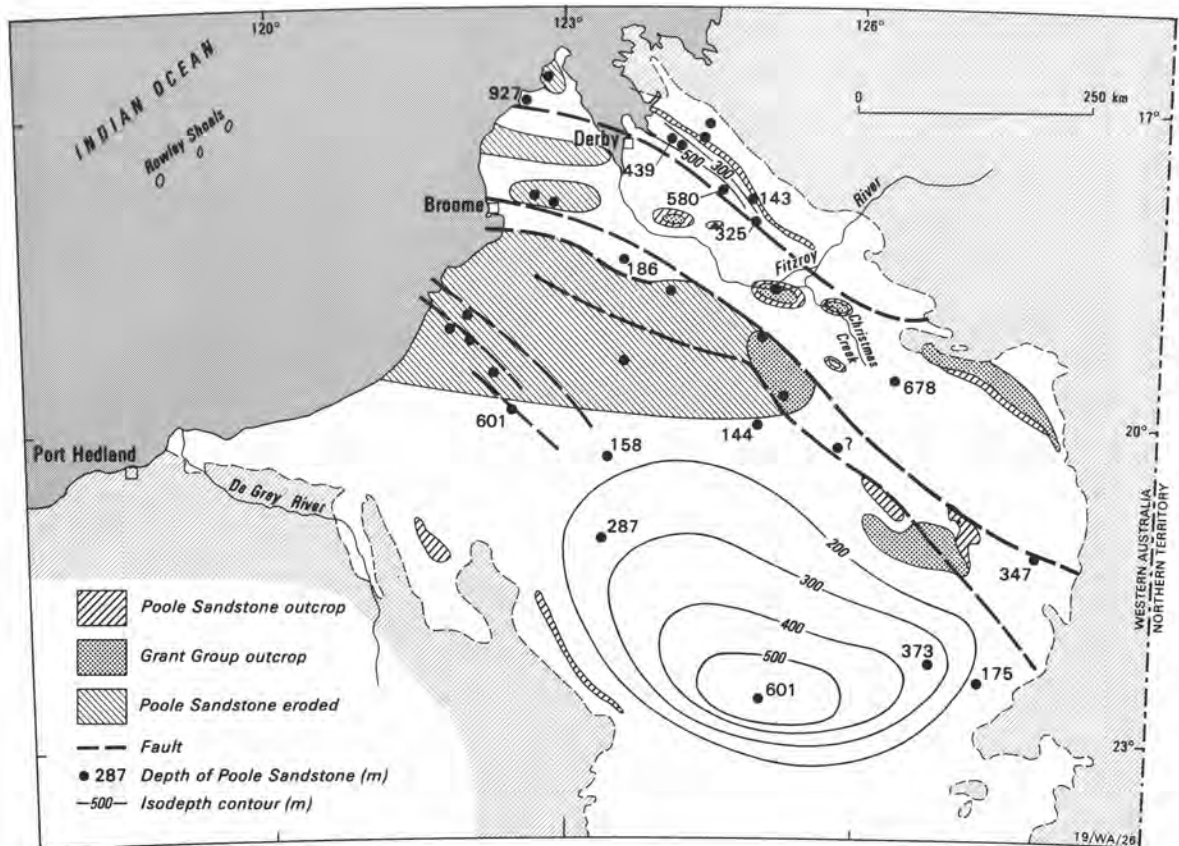 120°
123°
126°
INDIAN OCEAN
Rowley Shoals
927
0
250 km
17°
Derby
439
500
300
580
143
River
Broome
325
Fitzroy
186
Christmas
Creek
678
601
158
144
?
20°
Port Hedland
De Grey River
287
200
300
347
400
373
500
175
601
WESTERN AUSTRALIA
NORTHERN TERRITORY
Poole Sandstone outcrop
Grant Group outcrop
Poole Sandstone eroded
Fault
287 Depth of Poole Sandstone (m)
500 Isodepth contour (m)
23°
19/WA/26